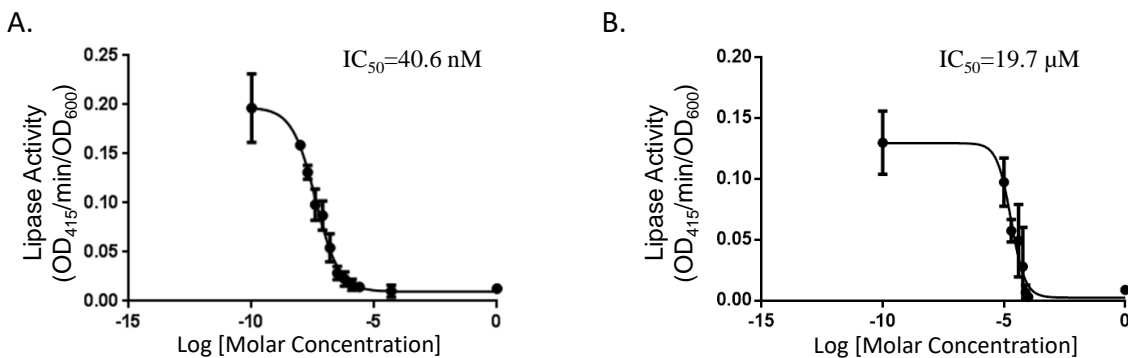 A.
IC₅₀=40.6 nM
0.25
0.20
0.15
0.10
0.05
0.00
-15
-10
-5
0
Lipase Activity
(OD₄₁₅/min/OD₆₀₀)
Log [Molar Concentration]
B.
IC₅₀=19.7 μM
0.20
0.15
0.10
0.05
0.00
-15
-10
-5
0
Lipase Activity
(OD₄₁₅/min/OD₆₀₀)
Log [Molar Concentration]